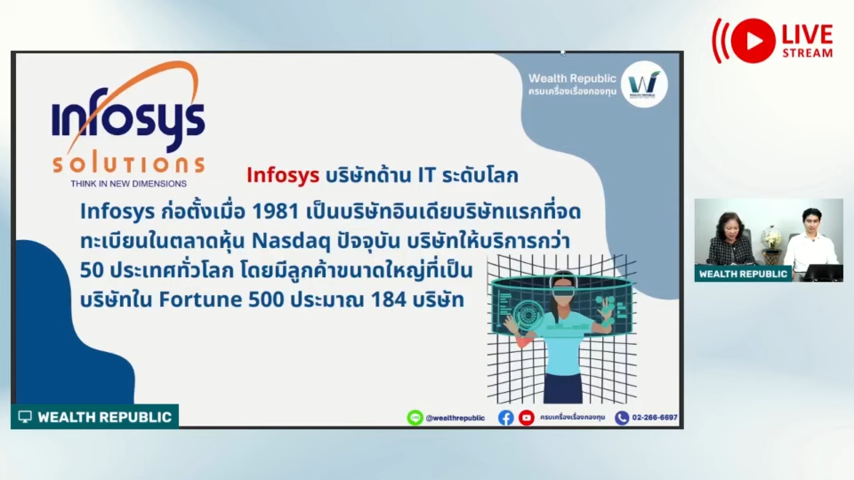 LIVE
STREAM
Wealth Republic
ครบเครื่องเรื่องกองทุน
W
WEALTH REPUBLIC
Infosys
solutions
THINK IN NEW DIMENSIONS
Infosys บริษัทด้าน IT ระดับโลก
Infosys ก่อตั้งเมื่อ 1981 เป็นบริษัทอินเดียบริษัทแรกที่จด
ทะเบียนในตลาดหุ้น Nasdaq ปัจจุบัน บริษัทให้บริการกว่า
50 ประเทศทั่วโลก โดยมีลูกค้าขนาดใหญ่ที่เป็น
บริษัทใน Fortune 500 ประมาณ 184 บริษัท
WEALTH REPUBLIC
WEALTH REPUBLIC
@wealthrepublic
ครบเครื่องเรื่องกองทุน
02-266-6697